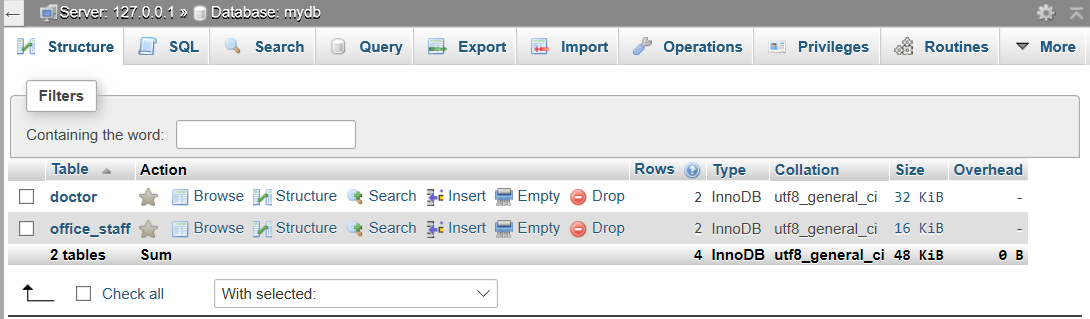 Server: 127.0.0.1 » Database: mydb
Structure SQL Search Query Export Import Operations Privileges Routines More
Filters
Containing the word:
Table Action Rows Type Collation Size Overhead
doctor Browse Structure Search Insert Empty Drop 2 InnoDB utf8_general_ci 32 KiB -
office_staff Browse Structure Search Insert Empty Drop 2 InnoDB utf8_general_ci 16 KiB -
2 tables Sum 4 InnoDB utf8_general_ci 48 KiB 0 B
Check all With selected: